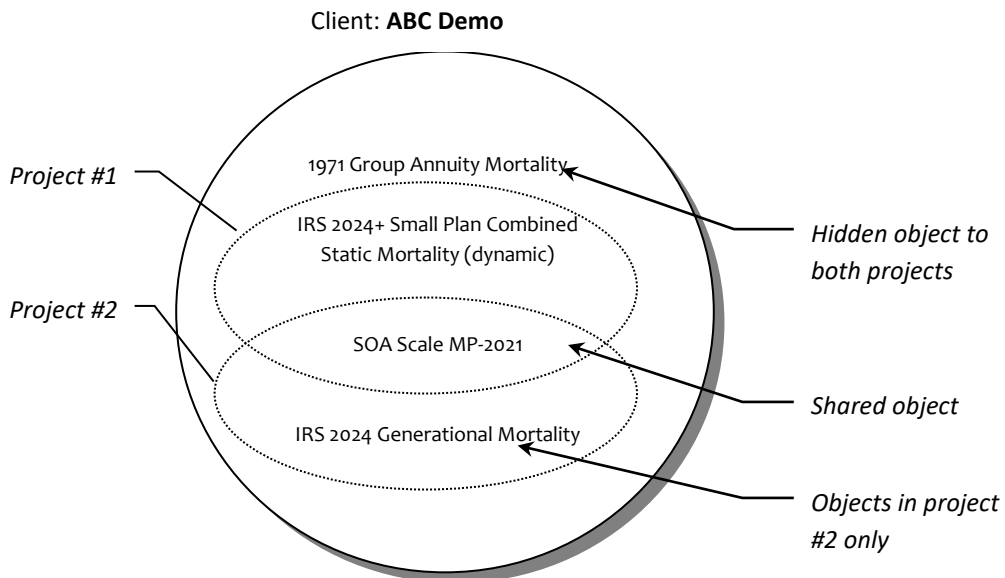 Client: ABC Demo
1971 Group Annuity Mortality
Project #1
IRS 2024+ Small Plan Combined
Static Mortality (dynamic)
Hidden object to
both projects
Project #2
SOA Scale MP-2021
Shared object
IRS 2024 Generational Mortality
Objects in project
#2 only